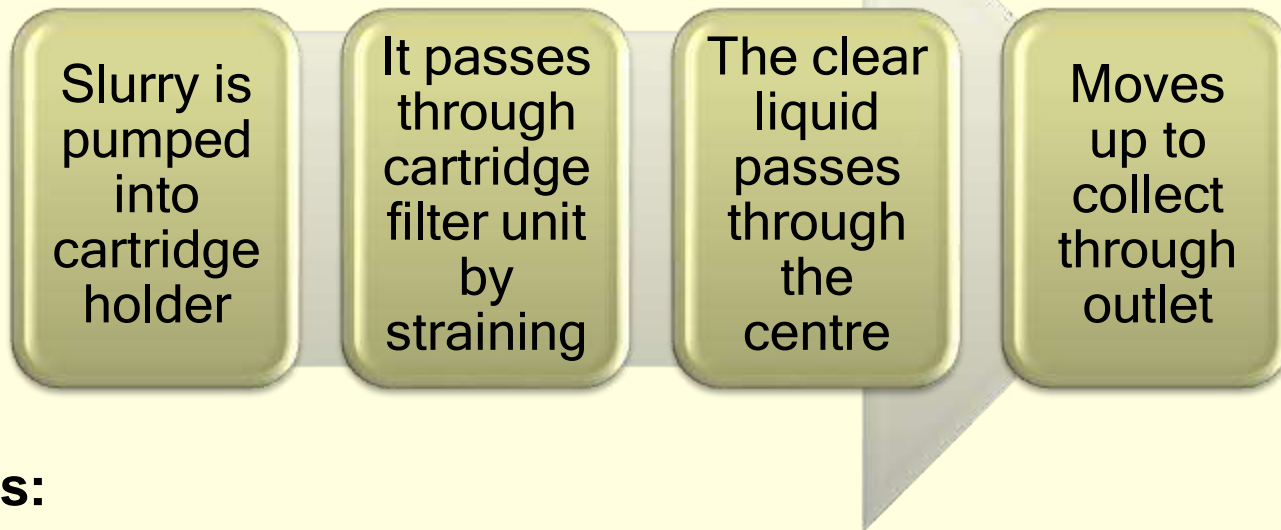 Slurry is
pumped
into
cartridge
holder
It passes
through
cartridge
filter unit
by
straining
The clear
liquid
passes
through
the
centre
Moves
up to
collect
through
outlet
s: